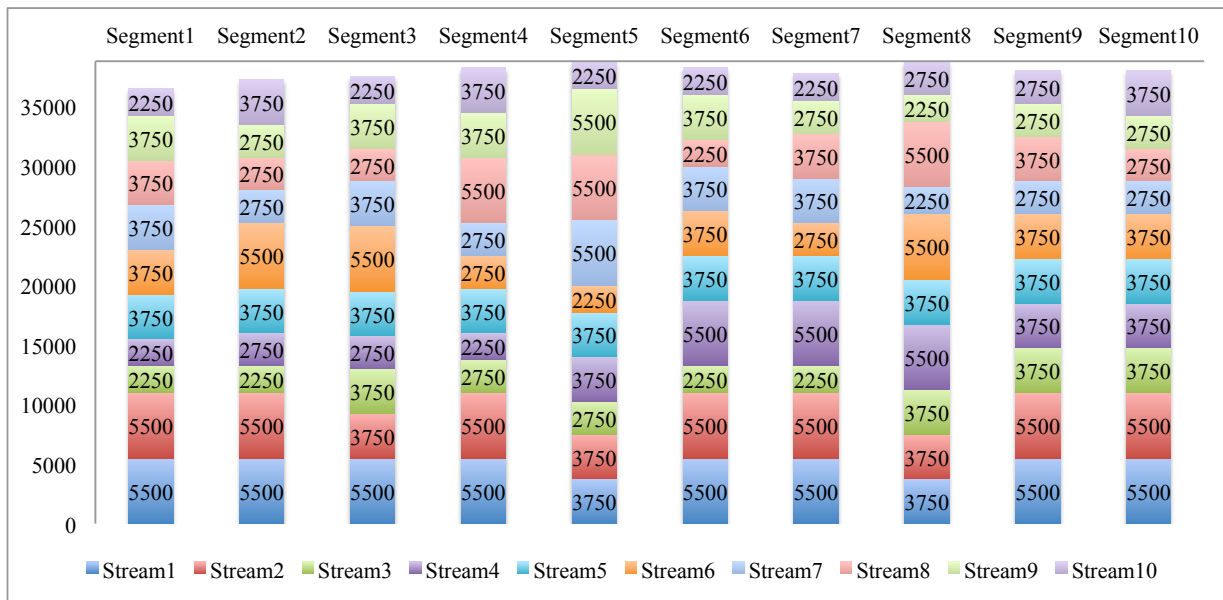 Segment1 Segment2 Segment3 Segment4 Segment5 Segment6 Segment7 Segment8 Segment9 Segment10
35000
30000
25000
20000
15000
10000
5000
0
2250 3750 2250 3750 2250 2250 2250 2750 2750 3750
3750 2750 3750 3750 5500 3750 2750 2250 2750 2750
3750 2750 2750 5500 5500 2250 3750 5500 3750 2750
3750 2750 3750 2750 5500 3750 3750 2250 2750 2750
3750 5500 5500 2750 2250 3750 2750 5500 3750 3750
3750 3750 3750 3750 3750 3750 3750 3750 3750 3750
2250 2750 2750 2250 3750 5500 5500 5500 3750 3750
2250 2250 3750 2750 2750 2250 2250 3750 3750 3750
5500 5500 3750 5500 3750 5500 5500 3750 5500 5500
5500 5500 5500 5500 3750 5500 5500 3750 5500 5500
Stream1 Stream2 Stream3 Stream4 Stream5 Stream6 Stream7 Stream8 Stream9 Stream10